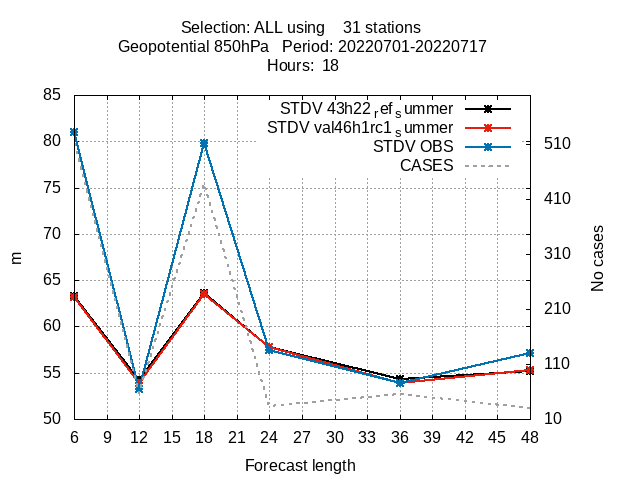 Selection: ALL using 31 stations
Geopotential 850hPa Period: 20220701-20220717
Hours: 18
STDV 43h22_ref_summer
STDV val46h1rc1_summer
STDV OBS
CASES
85
80
75
70
65
60
55
50
m
510
410
310
210
110
10
No cases
6 9 12 15 18 21 24 27 30 33 36 39 42 45 48
Forecast length